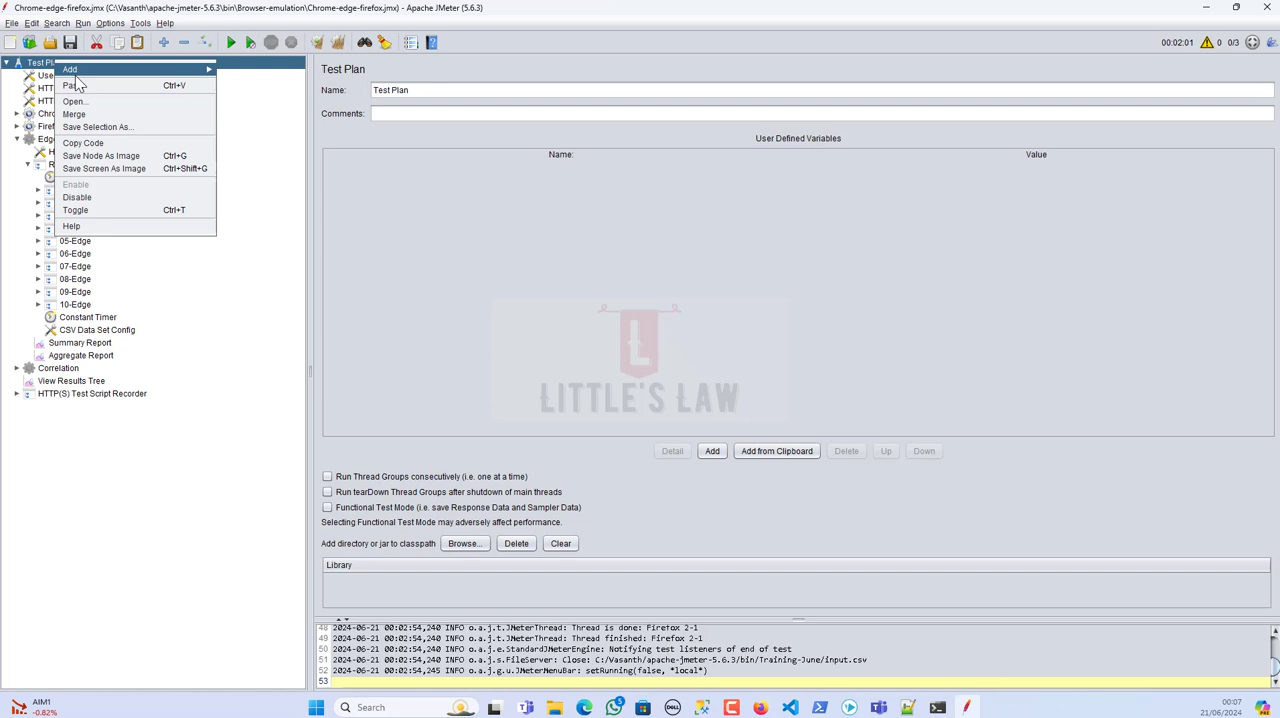 Chrome-edge-firefox.jmx (C:\Vasanth\apache-jmeter-5.6.3\bin\Browser-emulation\Chrome-edge-firefox.jmx) - Apache JMeter (5.6.3)
File Edit Search Run Options Tools Help
00:02:01 0 0/3
Test Pl
Add
Use
HTT
Pas Ctrl+V
HTT
Open...
Chro
Merge
Firef
Save Selection As...
Edg
Copy Code
H
Save Node As Image Ctrl+G
R
Save Screen As Image Ctrl+Shift+G
Enable
Disable
Toggle Ctrl+T
Help
05-Edge
06-Edge
07-Edge
08-Edge
09-Edge
10-Edge
Constant Timer
CSV Data Set Config
Summary Report
Aggregate Report
Correlation
View Results Tree
HTTP(S) Test Script Recorder
Test Plan
Name: Test Plan
Comments:
User Defined Variables
Name: Value
L
LITTLE'S LAW
Detail Add Add from Clipboard Delete Up Down
Run Thread Groups consecutively (i.e. one at a time)
Run tearDown Thread Groups after shutdown of main threads
Functional Test Mode (i.e. save Response Data and Sampler Data)
Selecting Functional Test Mode may adversely affect performance.
Add directory or jar to classpath Browse... Delete Clear
Library
48 2024-06-21 00:02:54,240 INFO o.a.j.t.JMeterThread: Thread is done: Firefox 2-1
49 2024-06-21 00:02:54,240 INFO o.a.j.t.JMeterThread: Thread finished: Firefox 2-1
50 2024-06-21 00:02:54,240 INFO o.a.j.e.StandardJMeterEngine: Notifying test listeners of end of test
51 2024-06-21 00:02:54,240 INFO o.a.j.s.FileServer: Close: C:/Vasanth/apache-jmeter-5.6.3/bin/Training-June/input.csv
52 2024-06-21 00:02:54,245 INFO o.a.j.g.u.JMeterMenuBar: setRunning(false, *local*)
53
AIM1
-0.82%
Search
5
DELL
00:07
21/06/2024